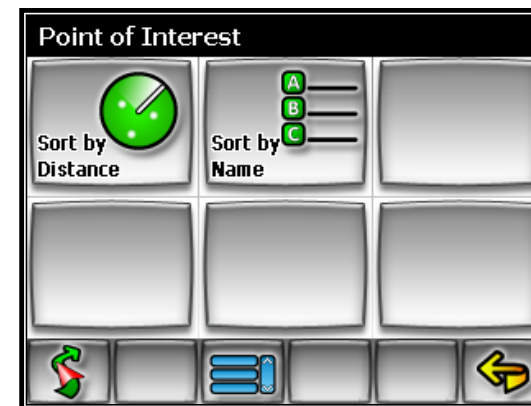 Point of Interest
Sort by
Distance
A
B
C
Sort by
Name